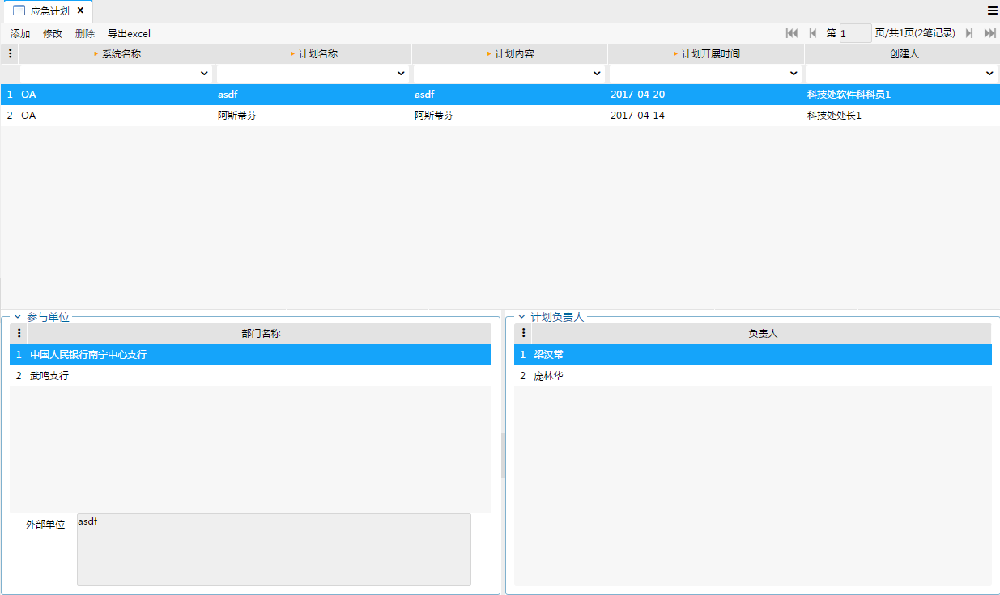 应急计划
添加 修改 删除 导出excel 第 1 页/共1页(2笔记录)
系统名称 计划名称 计划内容 计划开展时间 创建人
1 OA asdf asdf 2017-04-20 科技处软件科科员1
2 OA 阿斯蒂芬 阿斯蒂芬 2017-04-14 科技处处长1
参与单位 计划负责人
部门名称 负责人
1 中国人民银行南宁中心支行 1 梁汉常
2 武鸣支行 2 庞林华
外部单位 asdf